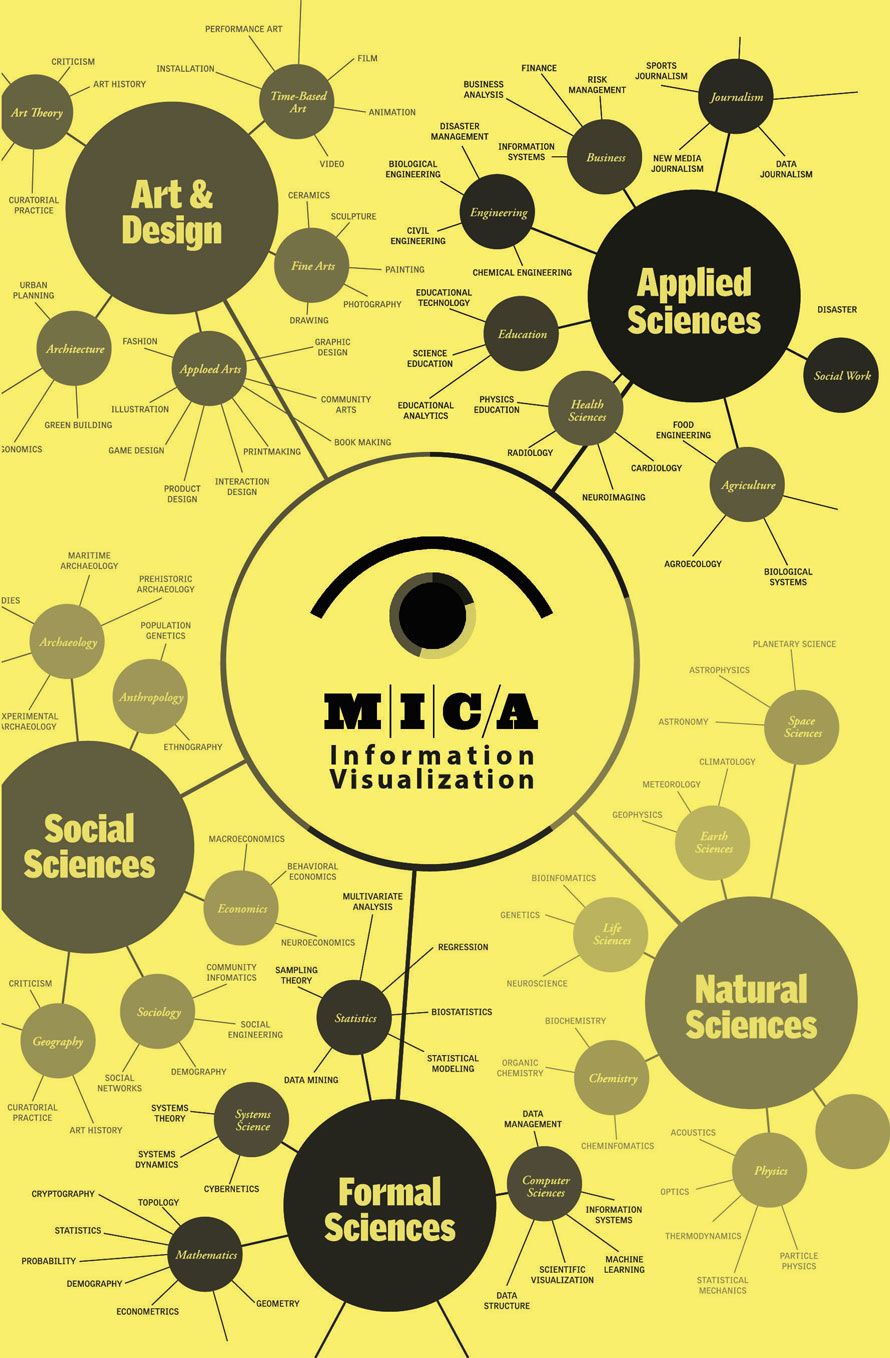 PERFORMANCE ART
CRITICISM
INSTALLATION
FILM
ART HISTORY
Art Theory
Time-Based
Art
ANIMATION
VIDEO
CURATORIAL
PRACTICE
Art &
Design
CERAMICS
SCULPTURE
Fine Arts
PAINTING
PHOTOGRAPHY
DRAWING
URBAN
PLANNING
Architecture
FASHION
Apploed Arts
GRAPHIC
DESIGN
COMMUNITY
ARTS
ILLUSTRATION
GREEN BUILDING
BOOK MAKING
GAME DESIGN
PRINTMAKING
PRODUCT
DESIGN
INTERACTION
DESIGN
FINANCE
BUSINESS
ANALYSIS
RISK
MANAGEMENT
SPORTS
JOURNALISM
Journalism
DISASTER
MANAGEMENT
INFORMATION
SYSTEMS
Business
NEW MEDIA
JOURNALISM
DATA
JOURNALISM
BIOLOGICAL
ENGINEERING
Engineering
CIVIL
ENGINEERING
CHEMICAL ENGINEERING
Applied
Sciences
EDUCATIONAL
TECHNOLOGY
Education
SCIENCE
EDUCATION
EDUCATIONAL
ANALYTICS
DISASTER
Social Work
PHYSICS
EDUCATION
Health
Sciences
FOOD
ENGINEERING
RADIOLOGY
CARDIOLOGY
NEUROIMAGING
Agriculture
AGROECOLOGY
BIOLOGICAL
SYSTEMS
MICA
Information
Visualization
MARITIME
ARCHAEOLOGY
PREHISTORIC
ARCHAEOLOGY
DIES
Archaeology
POPULATION
GENETICS
Anthropology
XPERIMENTAL
ARCHAEOLOGY
ETHNOGRAPHY
Social
Sciences
MACROECONOMICS
BEHAVIORAL
ECONOMICS
Economics
NEUROECONOMICS
CRITICISM
COMMUNITY
INFOMATICS
Sociology
Geography
SOCIAL
ENGINEERING
SOCIAL
NETWORKS
DEMOGRAPHY
CURATORIAL
PRACTICE
ART HISTORY
PLANETARY SCIENCE
ASTROPHYSICS
ASTRONOMY
Space
Sciences
CLIMATOLOGY
METEOROLOGY
GEOPHYSICS
Earth
Sciences
BIOINFOMATICS
GENETICS
Life
Sciences
NEUROSCIENCE
Natural
Sciences
BIOCHEMISTRY
ORGANIC
CHEMISTRY
Chemistry
CHEMINFOMATICS
ACOUSTICS
Physics
OPTICS
THERMODYNAMICS
PARTICLE
PHYSICS
STATISTICAL
MECHANICS
MULTIVARIATE
ANALYSIS
REGRESSION
SAMPLING
THEORY
Statistics
BIOSTATISTICS
STATISTICAL
MODELING
DATA MINING
SYSTEMS
THEORY
Systems
Science
SYSTEMS
DYNAMICS
CYBERNETICS
Formal
Sciences
DATA
MANAGEMENT
Computer
Sciences
INFORMATION
SYSTEMS
MACHINE
LEARNING
SCIENTIFIC
VISUALIZATION
DATA
STRUCTURE
CRYPTOGRAPHY
TOPOLOGY
STATISTICS
Mathematics
PROBABILITY
DEMOGRAPHY
ECONOMETRICS
GEOMETRY